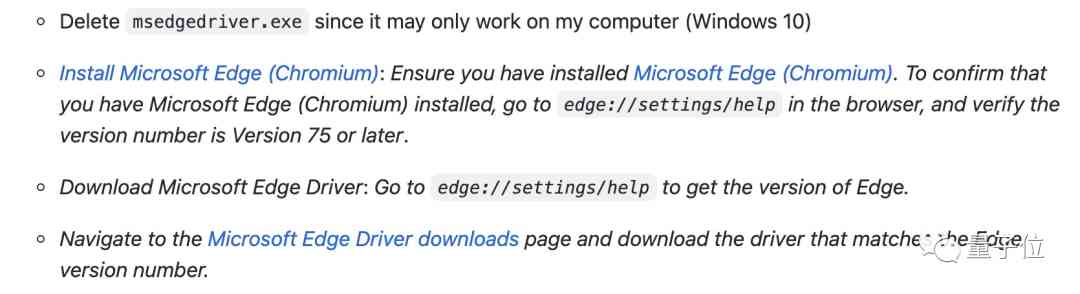 Delete msedgedriver.exe since it may only work on my computer (Windows 10)
Install Microsoft Edge (Chromium): Ensure you have installed Microsoft Edge (Chromium). To confirm that
you have Microsoft Edge (Chromium) installed, go to edge://settings/help in the browser, and verify the
version number is Version 75 or later.
Download Microsoft Edge Driver: Go to edge://settings/help to get the version of Edge.
Navigate to the Microsoft Edge Driver downloads page and download the driver that matches the Edge
version number.
量子位